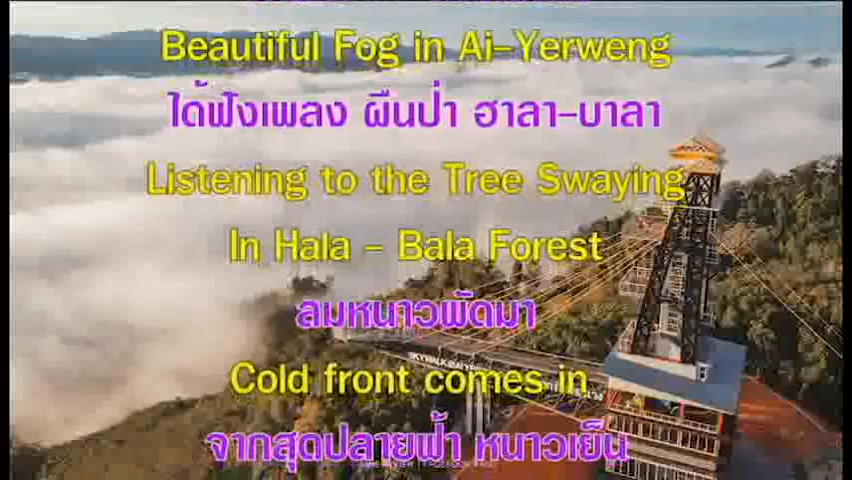 Beautiful Fog in Ai-Yerweng
ได้ฟังเพลง ผืนป่า ฮาลา-บาลา
Listening to the Tree Swaying
In Hala - Bala Forest
ลมหนาวพัดมา
Cold front comes in
SKYWALK
จากสุดปลายฟ้า หนาวเย็น